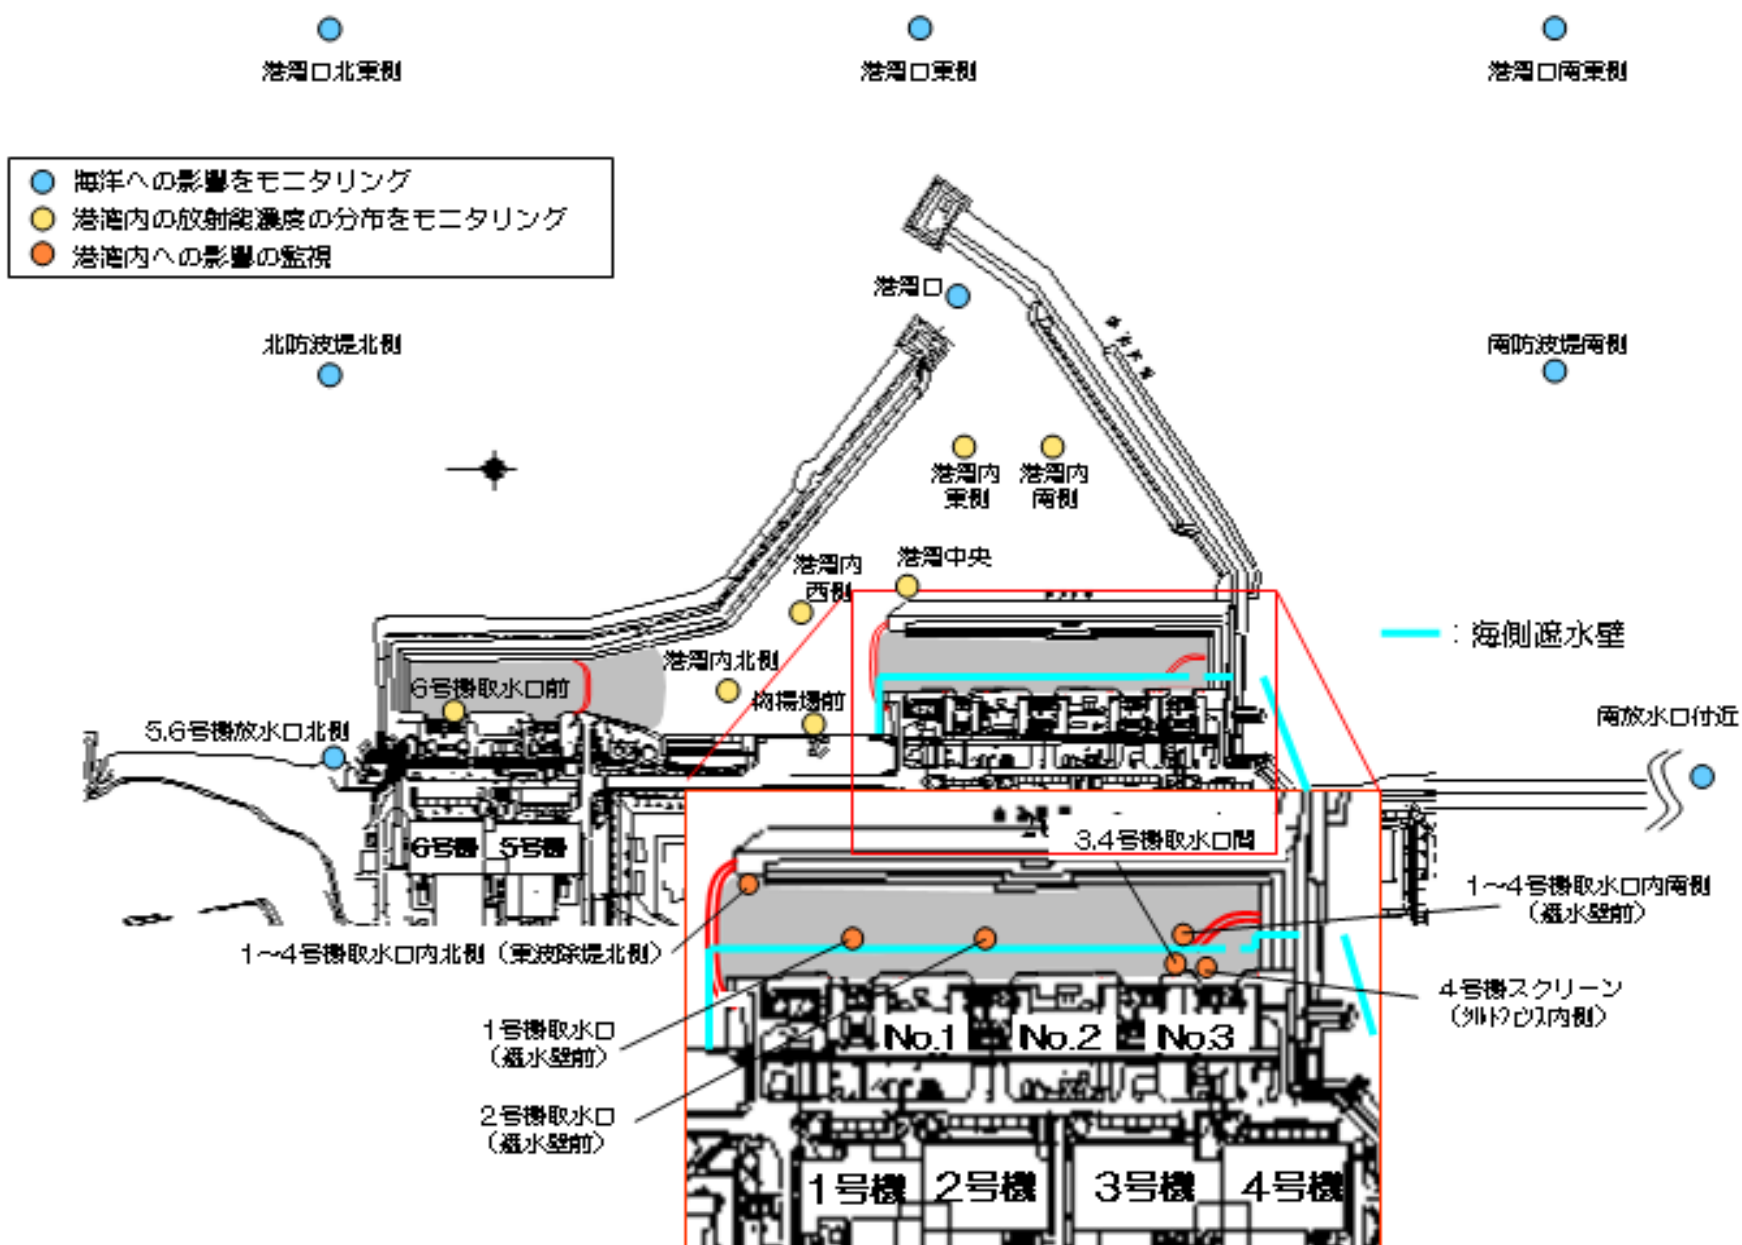 港湾口北東側
港湾口東側
港湾口南東側
海洋への影響をモニタリング
港湾内の放射能濃度の分布をモニタリング
港湾内への影響の監視
港湾口
北防波堤北側
南防波堤南側
港湾内
東側
港湾内
南側
港湾中央
港湾内
西側
：海側遮水壁
港湾内北側
6号機取水口前
物揚場前
5,6号機放水口北側
南放水口付近
6号機
5号機
3,4号機取水口間
1～4号機取水口内南側
（遮水壁前）
1～4号機取水口内北側（東波除堤北側）
4号機スクリーン
（シルトフェンス内側）
1号機取水口
（遮水壁前）
No.1
No.2
No.3
2号機取水口
（遮水壁前）
1号機
2号機
3号機
4号機